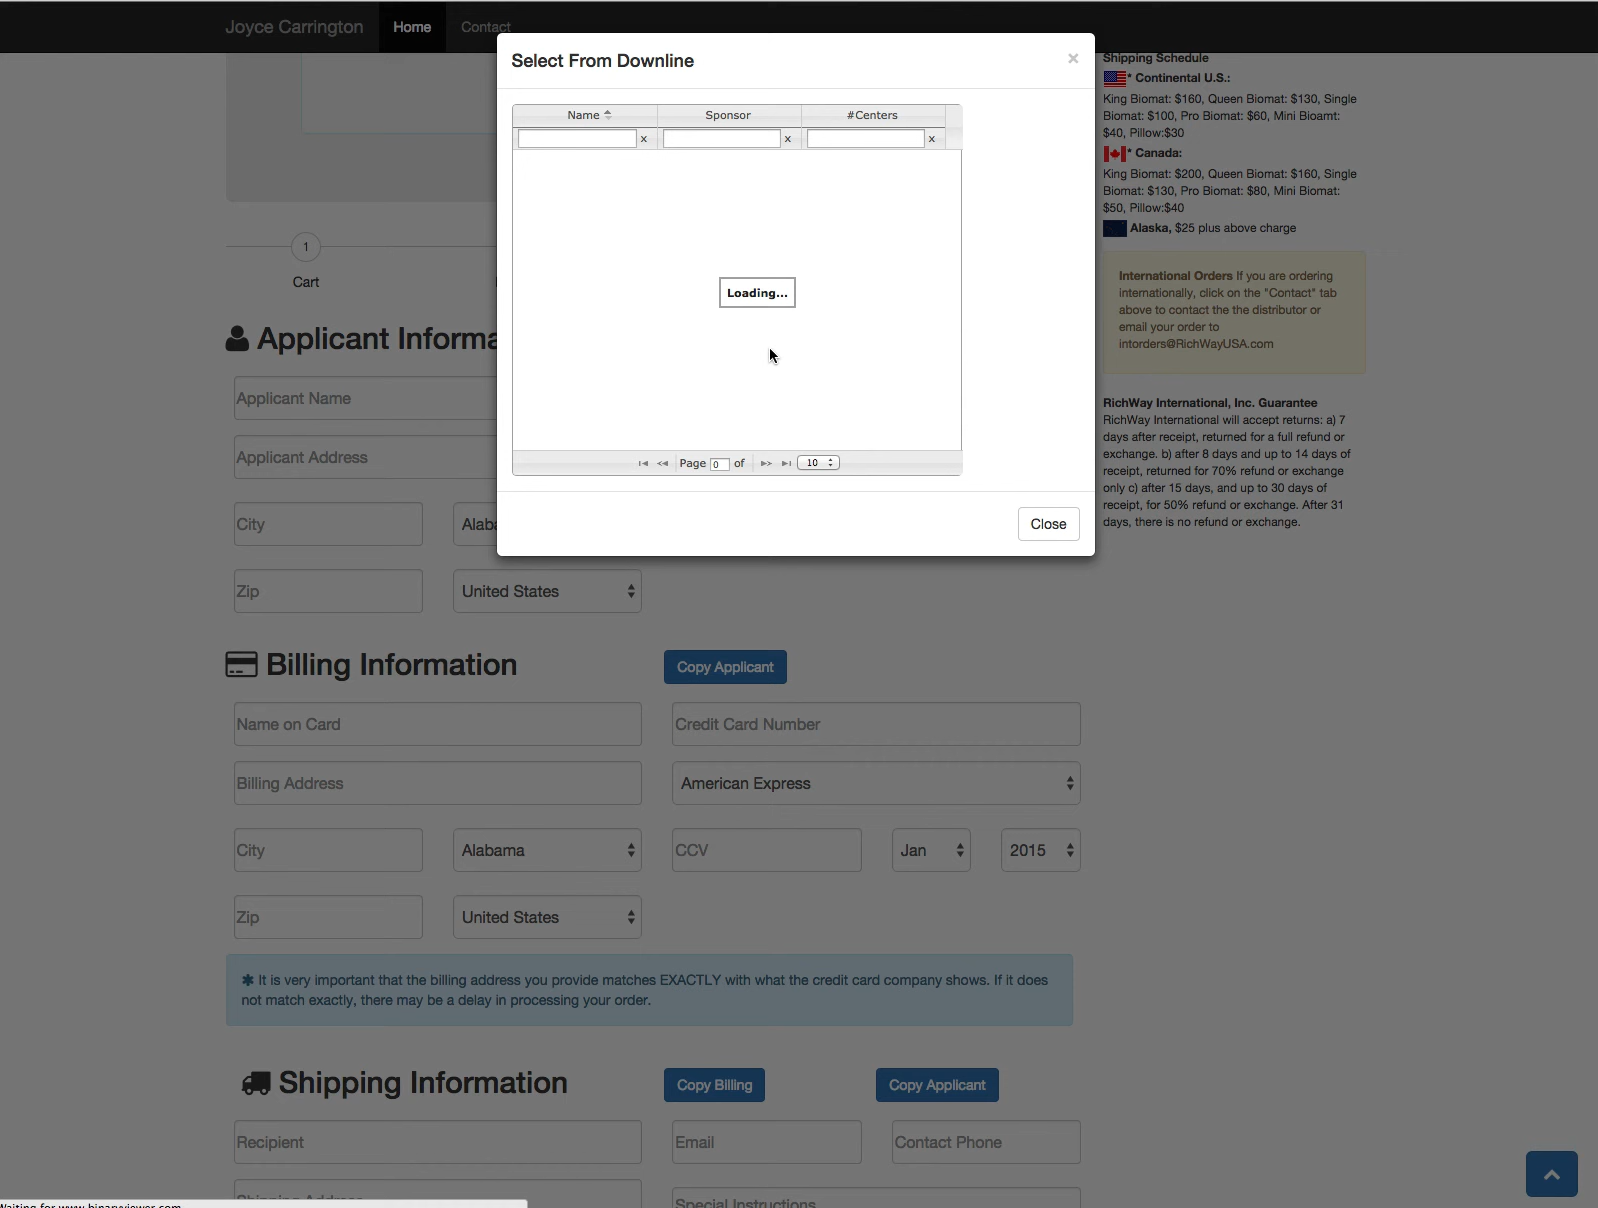 Joyce Carrington
Home
Contact
Select From Downline
×
Name
Sponsor
#Centers
x
x
x
Loading...
Page 0 of
10
Close
Shipping Schedule
* Continental U.S.:
King Biomat: $160, Queen Biomat: $130, Single
Biomat: $100, Pro Biomat: $60, Mini Bioamt:
$40, Pillow:$30
* Canada:
King Biomat: $200, Queen Biomat: $160, Single
Biomat: $130, Pro Biomat: $80, Mini Biomat:
$50, Pillow:$40
Alaska, $25 plus above charge
International Orders If you are ordering
internationally, click on the "Contact" tab
above to contact the the distributor or
email your order to
intorders@RichWayUSA.com
RichWay International, Inc. Guarantee
RichWay International will accept returns: a) 7
days after receipt, returned for a full refund or
exchange. b) after 8 days and up to 14 days of
receipt, returned for 70% refund or exchange
only c) after 15 days, and up to 30 days of
receipt, for 50% refund or exchange. After 31
days, there is no refund or exchange.
1
Cart
Applicant Informa
Applicant Name
Applicant Address
City
Alaba
Zip
United States
Billing Information
Copy Applicant
Name on Card
Credit Card Number
Billing Address
American Express
City
Alabama
CCV
Jan
2015
Zip
United States
✱ It is very important that the billing address you provide matches EXACTLY with what the credit card company shows. If it does
not match exactly, there may be a delay in processing your order.
Shipping Information
Copy Billing
Copy Applicant
Recipient
Email
Contact Phone
Shipping Address
Special Instructions
Waiting for www.binaryviewer.com